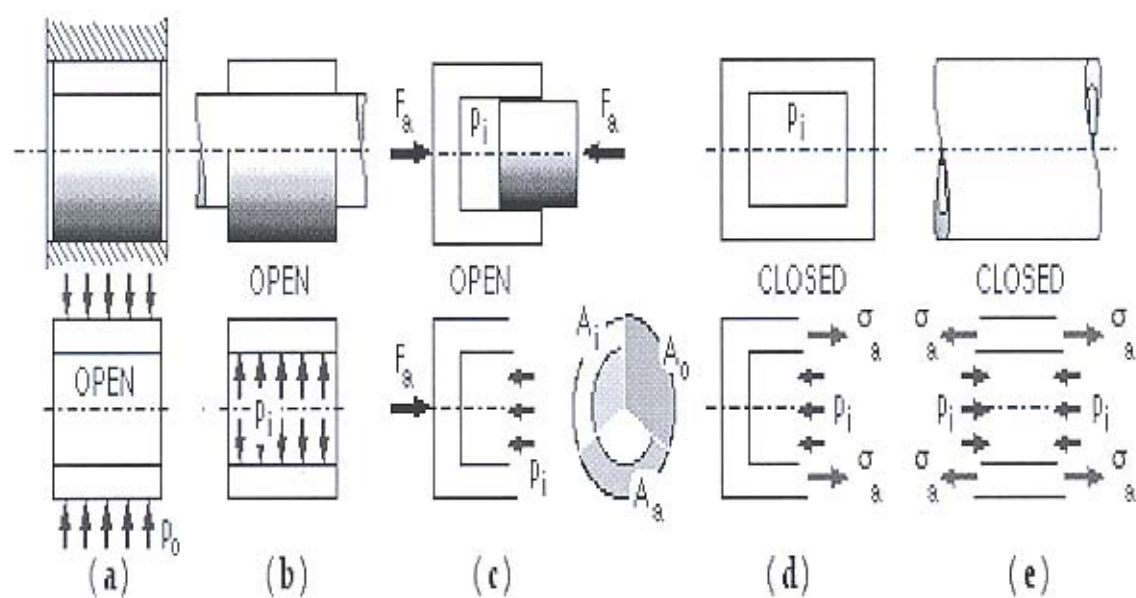 F a p i F a p i
OPEN OPEN CLOSED CLOSED
OPEN p i F a p i A i A o A a σ a p i σ a σ a p i p i σ a
σ a σ a σ a
p o
(a) (b) (c) (d) (e)